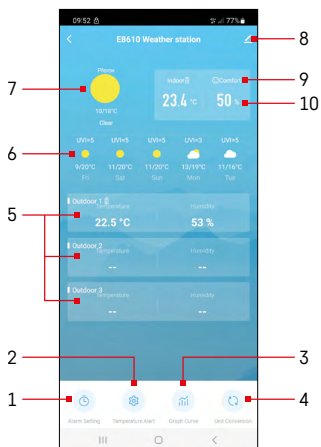 09:52 77%
E8610 Weather station 8
Phone
Indoor Comfort 9
7
23.4 °C 50 % 10
10/18°C
Clear
UVI=5 UVI=5 UVI=5 UVI=3 UVI=5
6
9/20°C 11/20°C 11/20°C 13/19°C 11/16°C
Fri Sat Sun Mon Tue
Outdoor 1
Temperature Humidity
5
22.5 °C 53 %
Outdoor 2
Temperature Humidity
-- --
Outdoor 3
Temperature Humidity
-- --
2 3
1 4
Alarm Setting Temperature Alert Graph Curve Unit Conversion